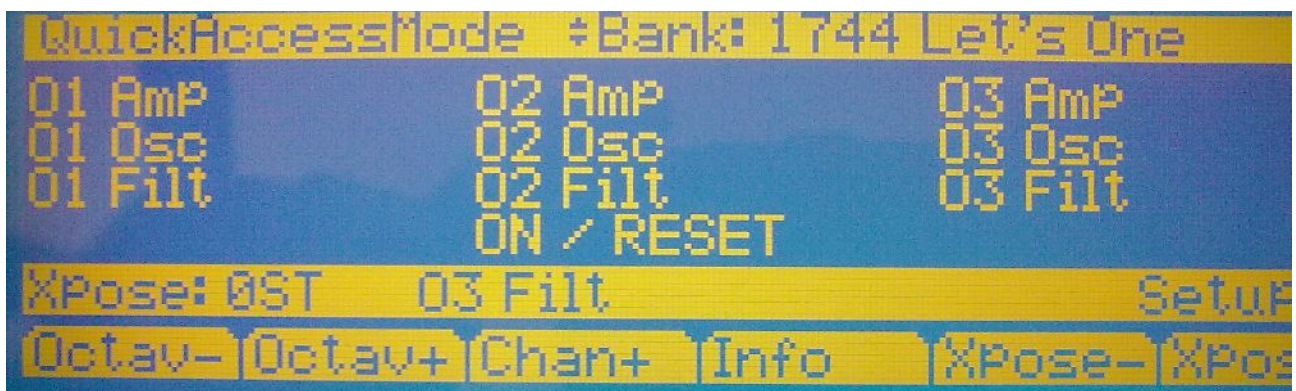 QuickAccessMode ÷Bank: 1744 Let's One
01 Amp 02 Amp 03 Amp
01 Osc 02 Osc 03 Osc
01 Filt 02 Filt 03 Filt
ON / RESET
Xpose: 0ST 03 Filt Setup
Octav- Octav+ Chan+ Info Xpose- Xpos